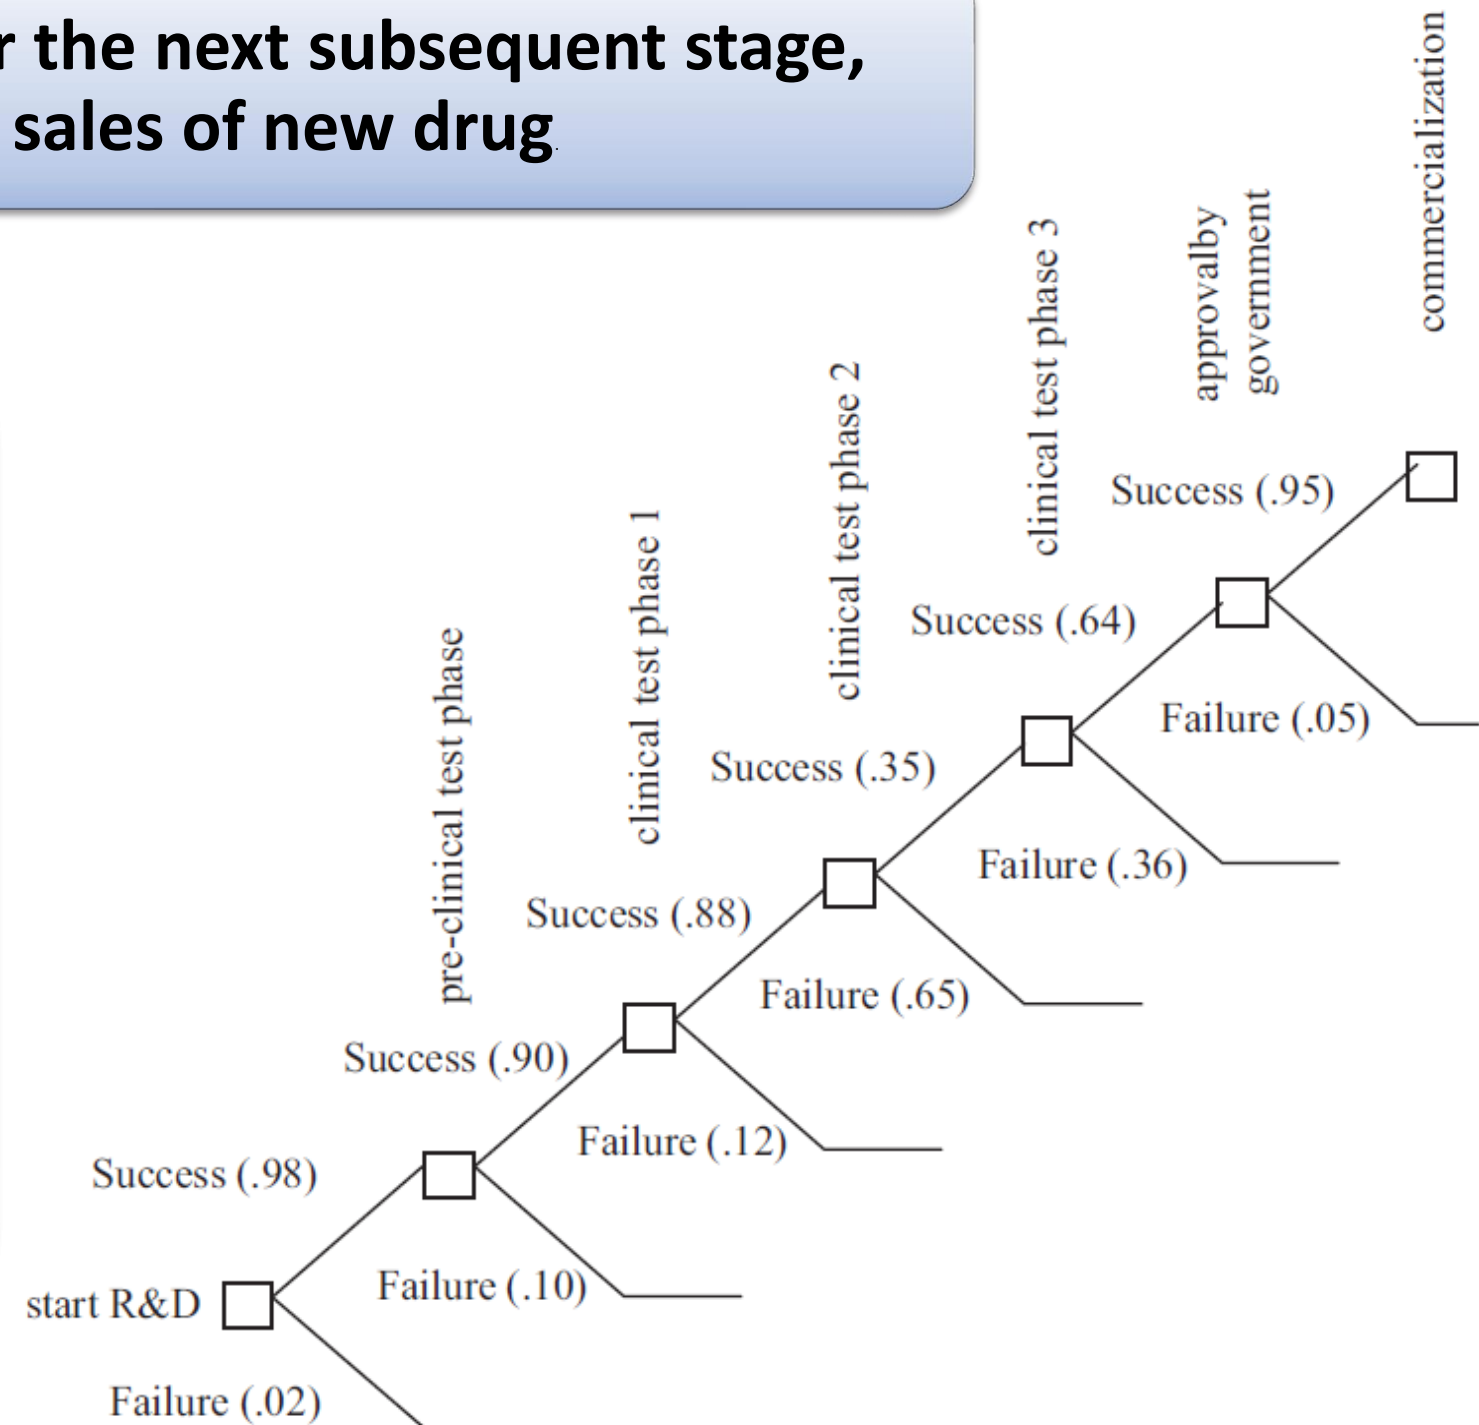 r the next subsequent stage,
sales of new drug.
commercialization
approvalby
government
clinical test phase 3
clinical test phase 2
clinical test phase 1
pre-clinical test phase
Success (.95)
Success (.64)
Failure (.05)
Success (.35)
Failure (.36)
Success (.88)
Failure (.65)
Success (.90)
Failure (.12)
Success (.98)
Failure (.10)
start R&D
Failure (.02)